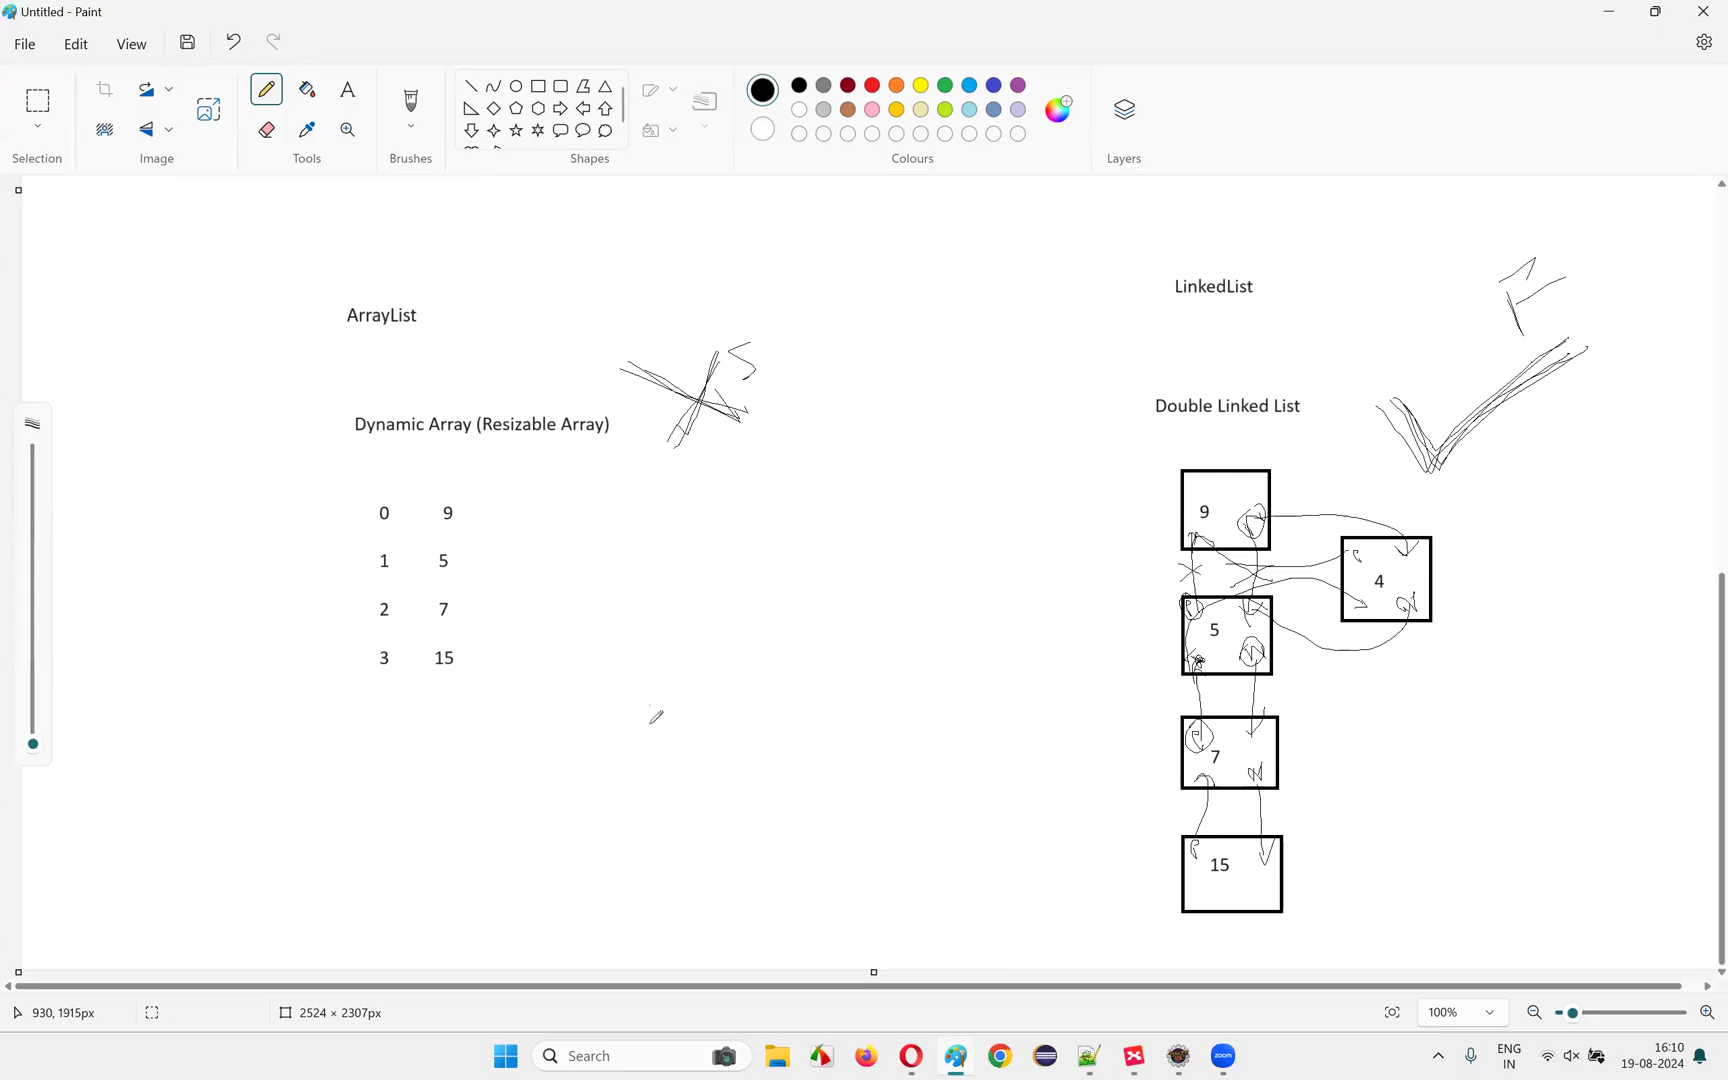 Untitled - Paint
File Edit View
Selection Image Tools Brushes Shapes Colours Layers
LinkedList
ArrayList
F
S
Double Linked List
Dynamic Array (Resizable Array)
0 9
1 5
2 7
3 15
9
4
5
7
15
930, 1915px
2524 × 2307px
100%
Search
zoom
ENG
IN
16:10
19-08-2024